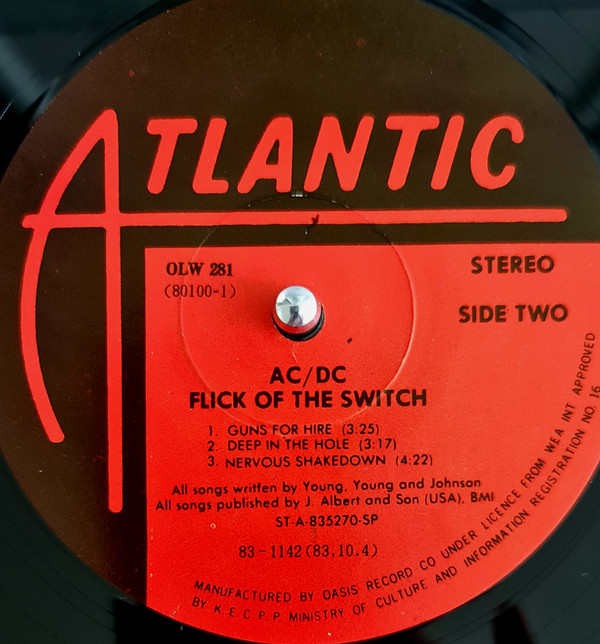 ATLANTIC
OLW 281
(80100-1)
STEREO
SIDE TWO
AC/DC
FLICK OF THE SWITCH
1. GUNS FOR HIRE (3.25)
2. DEEP IN THE HOLE (3:17)
3. NERVOUS SHAKEDOWN (4:22)
All songs written by Young, Young and Johnson
All songs published by J. Albert and Son (USA), BMI
ST-A-835270-SP
83-1142(83.10.4)
MANUFACTURED BY OASIS RECORD CO UNDER LICENCE FROM WEA INT APPROVED
BY K.E.C.P.P. MINISTRY OF CULTURE AND INFORMATION REGISTRATION NO. 16